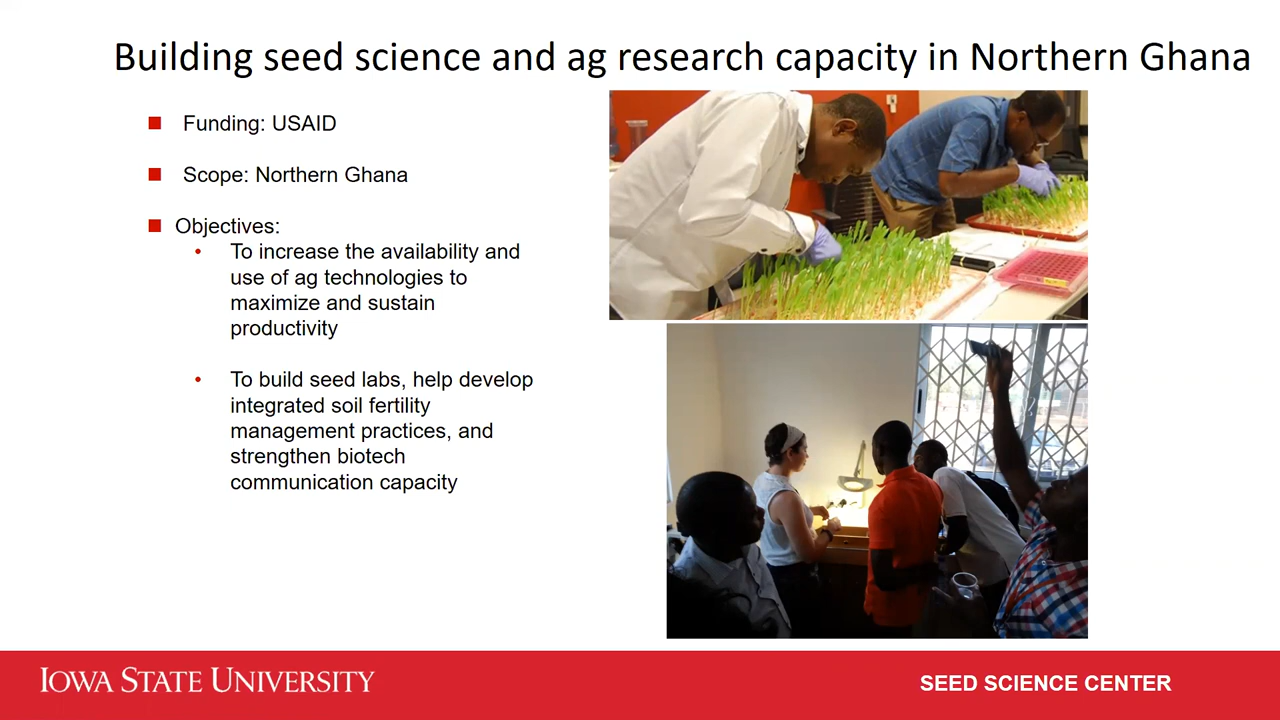 Building seed science and ag research capacity in Northern Ghana
Funding: USAID
Scope: Northern Ghana
Objectives:
To increase the availability and
use of ag technologies to
maximize and sustain
productivity
To build seed labs, help develop
integrated soil fertility
management practices, and
strengthen biotech
communication capacity
IOWA STATE UNIVERSITY
SEED SCIENCE CENTER